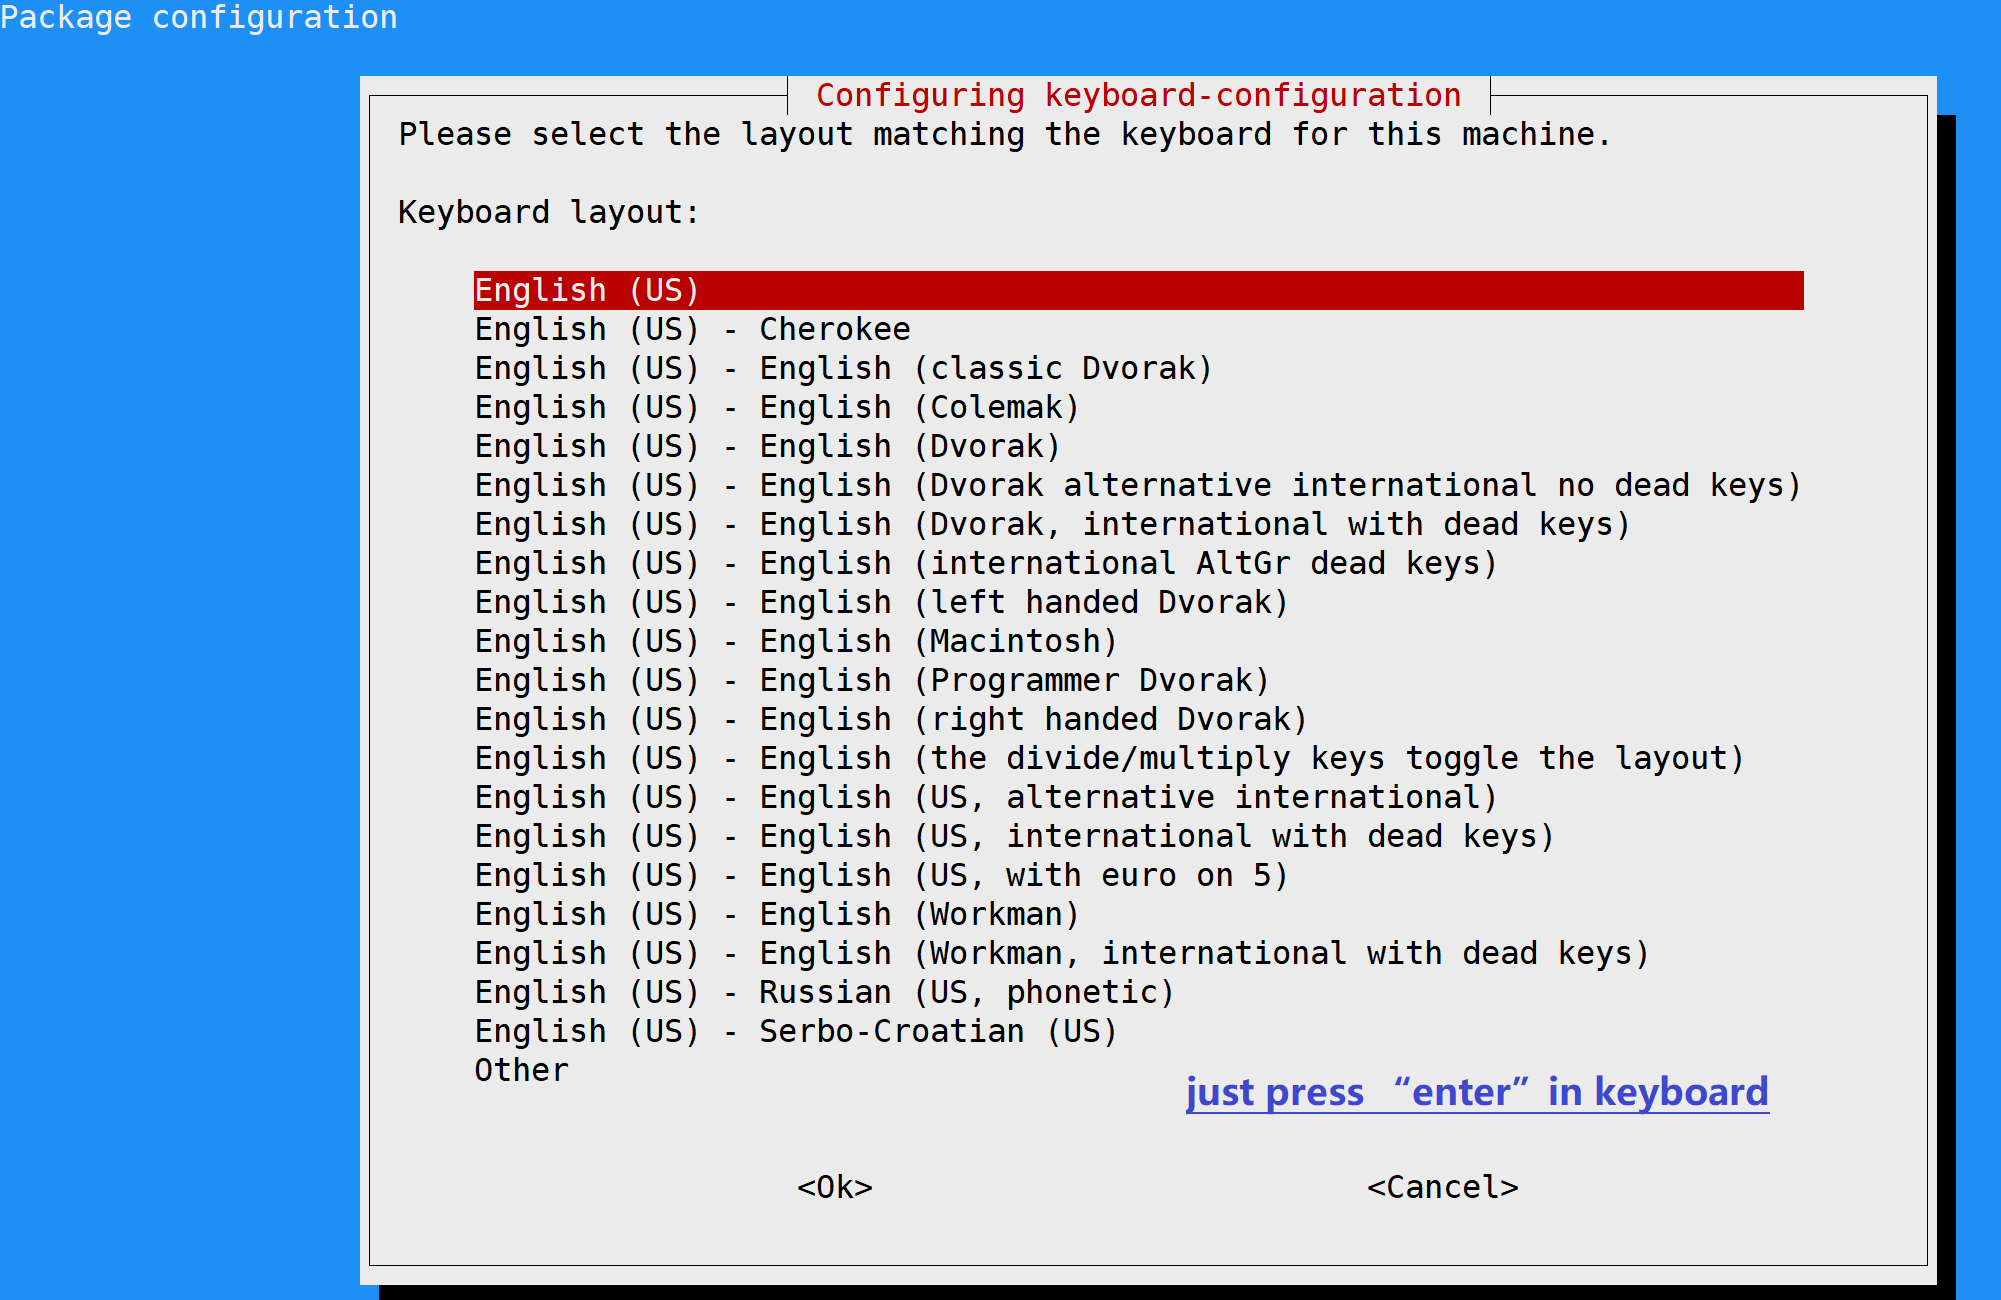 Package configuration
Configuring keyboard-configuration
Please select the layout matching the keyboard for this machine.
Keyboard layout:
English (US)
English (US) - Cherokee
English (US) - English (classic Dvorak)
English (US) - English (Colemak)
English (US) - English (Dvorak)
English (US) - English (Dvorak alternative international no dead keys)
English (US) - English (Dvorak, international with dead keys)
English (US) - English (international AltGr dead keys)
English (US) - English (left handed Dvorak)
English (US) - English (Macintosh)
English (US) - English (Programmer Dvorak)
English (US) - English (right handed Dvorak)
English (US) - English (the divide/multiply keys toggle the layout)
English (US) - English (US, alternative international)
English (US) - English (US, international with dead keys)
English (US) - English (US, with euro on 5)
English (US) - English (Workman)
English (US) - English (Workman, international with dead keys)
English (US) - Russian (US, phonetic)
English (US) - Serbo-Croatian (US)
Other
just press “enter” in keyboard
<Ok> <Cancel>